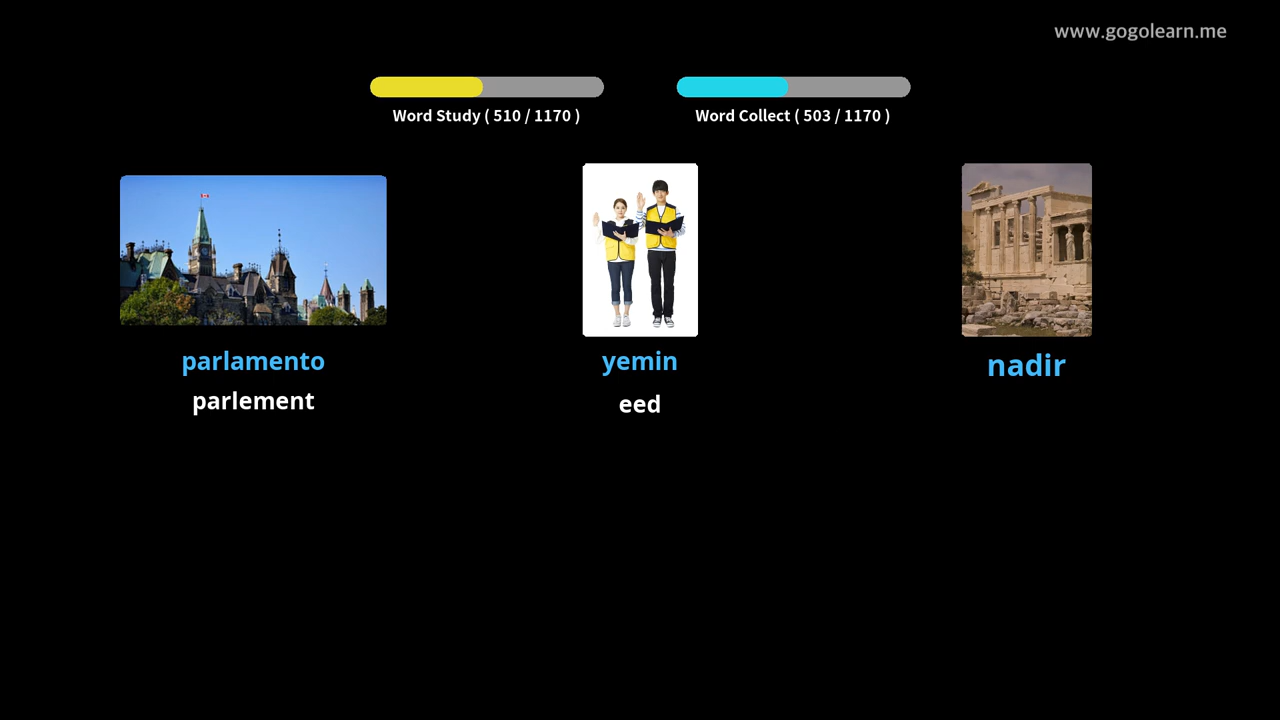 www.gogolearn.me
Word Study ( 510 / 1170 )
Word Collect ( 503 / 1170 )
parlamento
parlement
yemin
eed
nadir